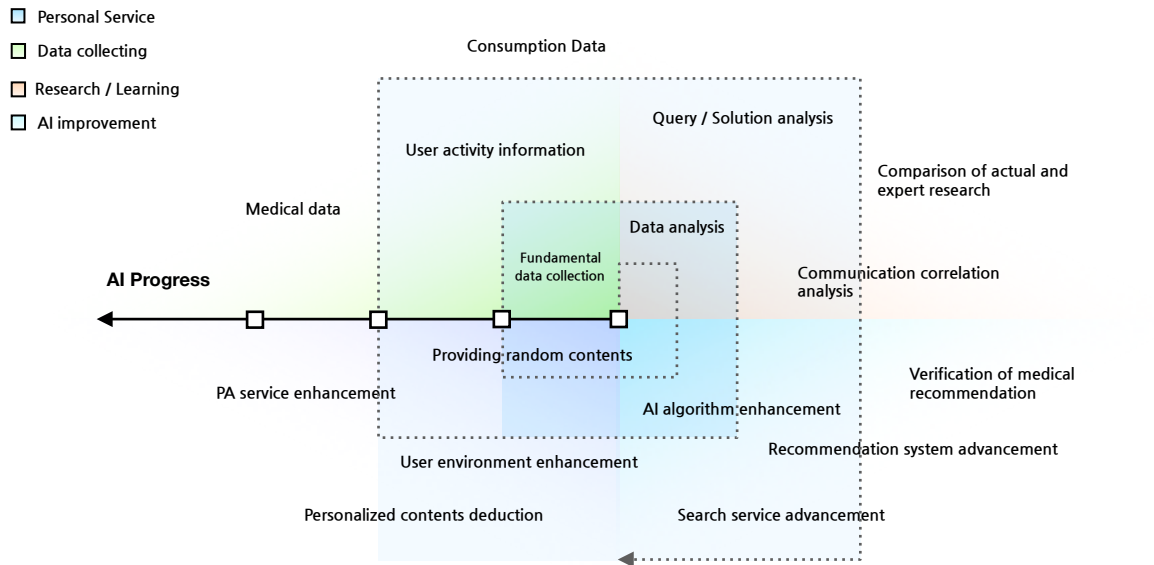 Personal Service
Data collecting
Research / Learning
AI improvement
Consumption Data
Query / Solution analysis
User activity information
Comparison of actual and
expert research
Medical data
Data analysis
Fundamental
data collection
AI Progress
Communication correlation
analysis
Providing random contents
Verification of medical
recommendation
PA service enhancement
AI algorithm enhancement
Recommendation system advancement
User environment enhancement
Personalized contents deduction
Search service advancement